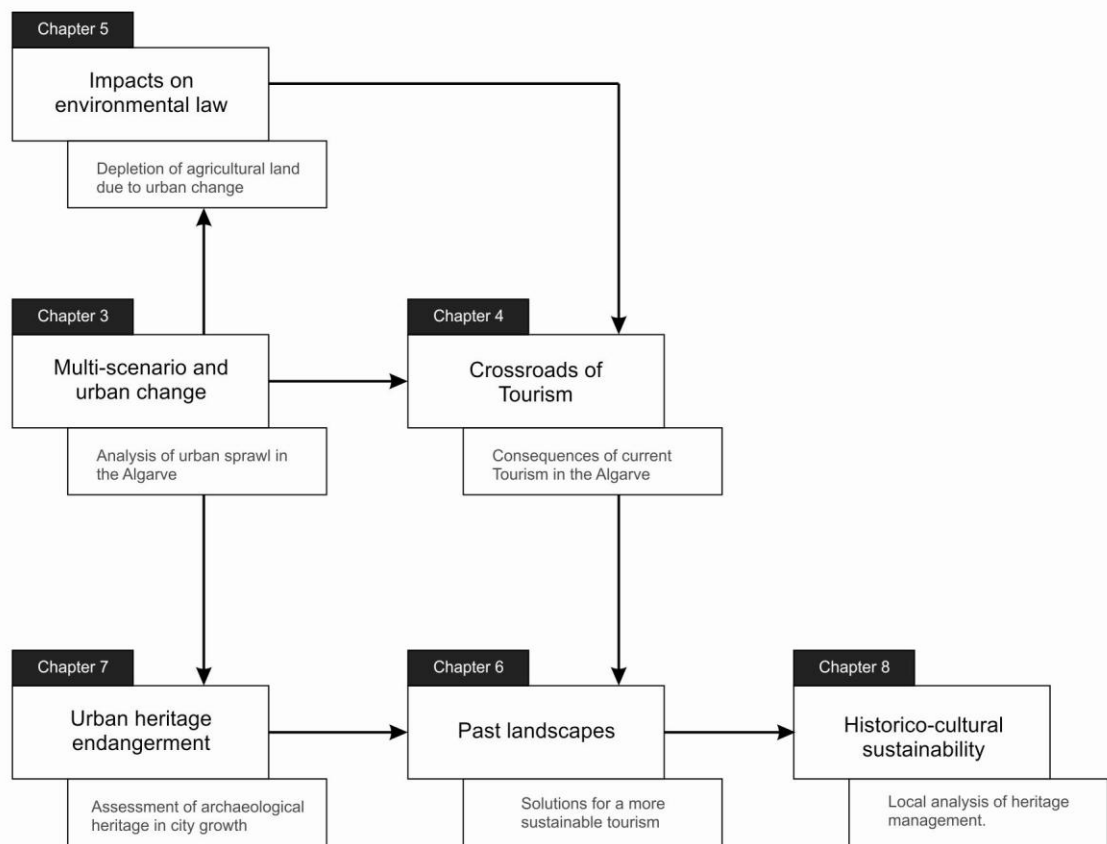 Chapter 5
Impacts on
environmental law
Depletion of agricultural land
due to urban change
Chapter 3
Multi-scenario and
urban change
Analysis of urban sprawl in
the Algarve
Chapter 4
Crossroads of
Tourism
Consequences of current
Tourism in the Algarve
Chapter 7
Urban heritage
endangerment
Assessment of archaeological
heritage in city growth
Chapter 6
Past landscapes
Solutions for a more
sustainable tourism
Chapter 8
Historico-cultural
sustainability
Local analysis of heritage
management.